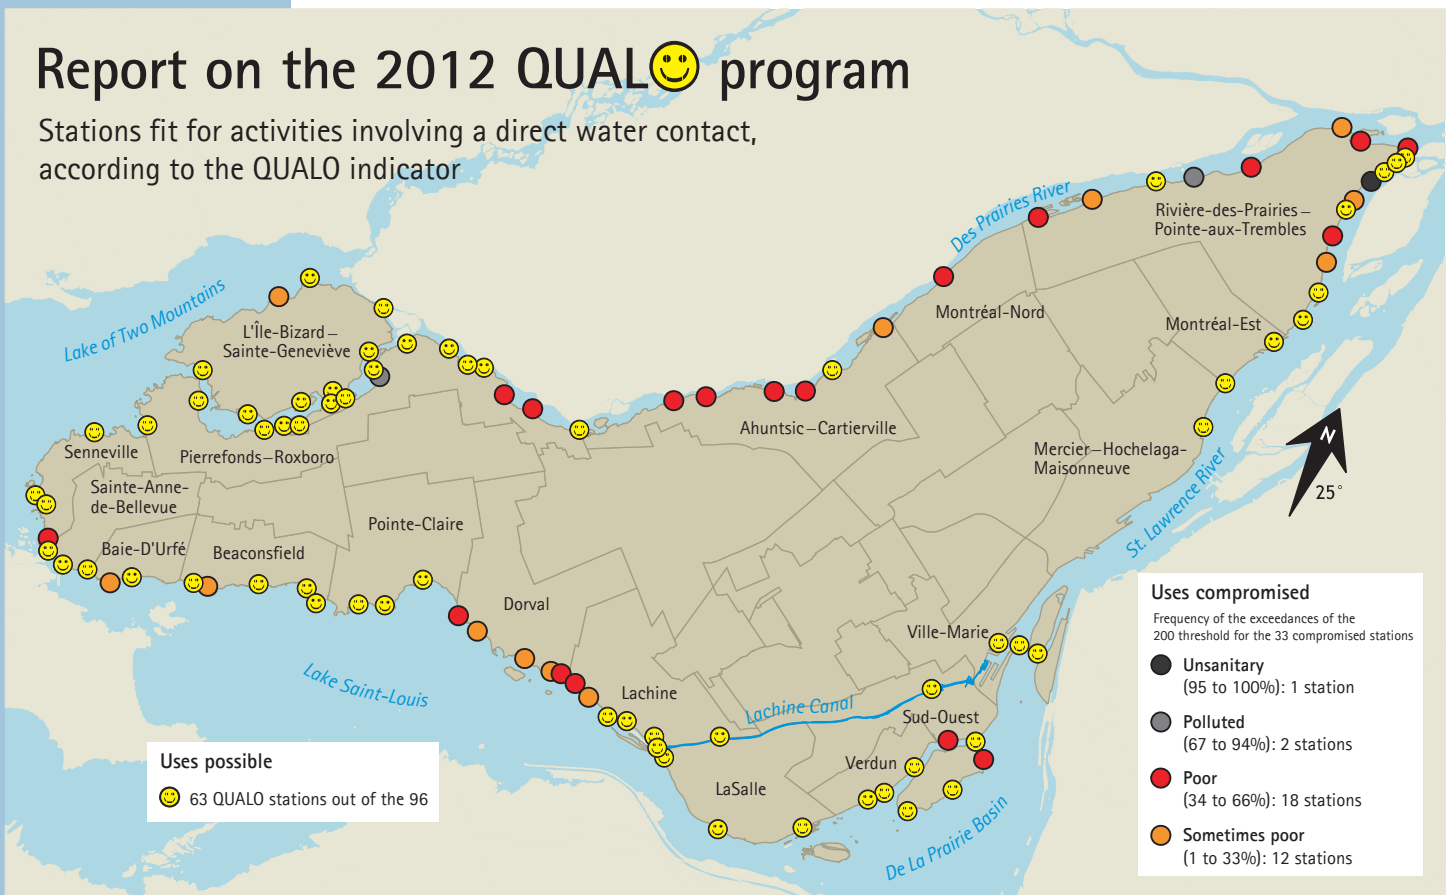 Report on the 2012 QUALO program
Stations fit for activities involving a direct water contact,
according to the QUALO indicator
Lake of Two Mountains
L'Île-Bizard –
Sainte-Geneviève
Des Prairies River
Rivière-des-Prairies –
Pointe-aux-Trembles
Montréal-Nord
Montréal-Est
Ahuntsic – Cartierville
Mercier – Hochelaga-
Maisonneuve
St. Lawrence River
N
25°
Senneville
Pierrefonds – Roxboro
Sainte-Anne-
de-Bellevue
Baie-D'Urfé
Beaconsfield
Pointe-Claire
Dorval
Lake Saint-Louis
Lachine
Lachine Canal
Ville-Marie
Sud-Ouest
Verdun
LaSalle
De La Prairie Basin
Uses possible
63 QUALO stations out of the 96
Uses compromised
Frequency of the exceedances of the
200 threshold for the 33 compromised stations
Unsanitary
(95 to 100%): 1 station
Polluted
(67 to 94%): 2 stations
Poor
(34 to 66%): 18 stations
Sometimes poor
(1 to 33%): 12 stations